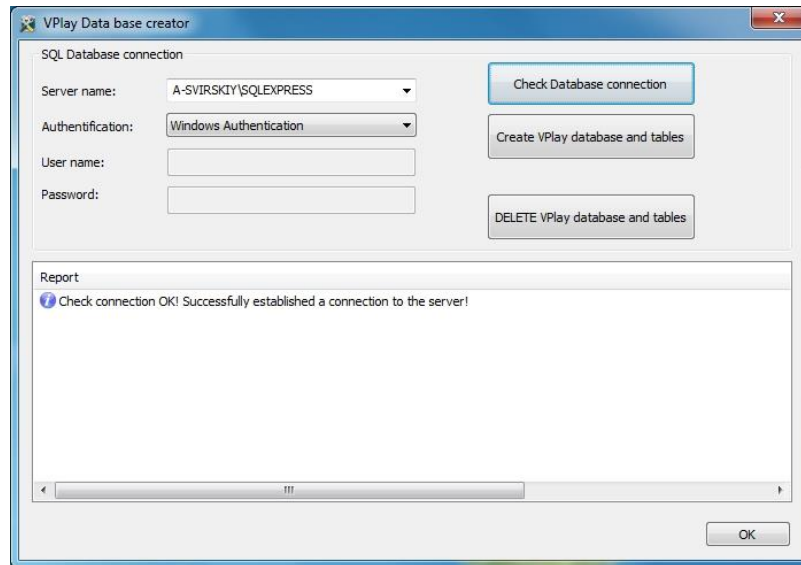 VPlay Data base creator
SQL Database connection
Server name:
A-SVIRSKIY\SQLEXPRESS
Check Database connection
Authentification:
Windows Authentication
Create VPlay database and tables
User name:
Password:
DELETE VPlay database and tables
Report
Check connection OK! Successfully established a connection to the server!
OK